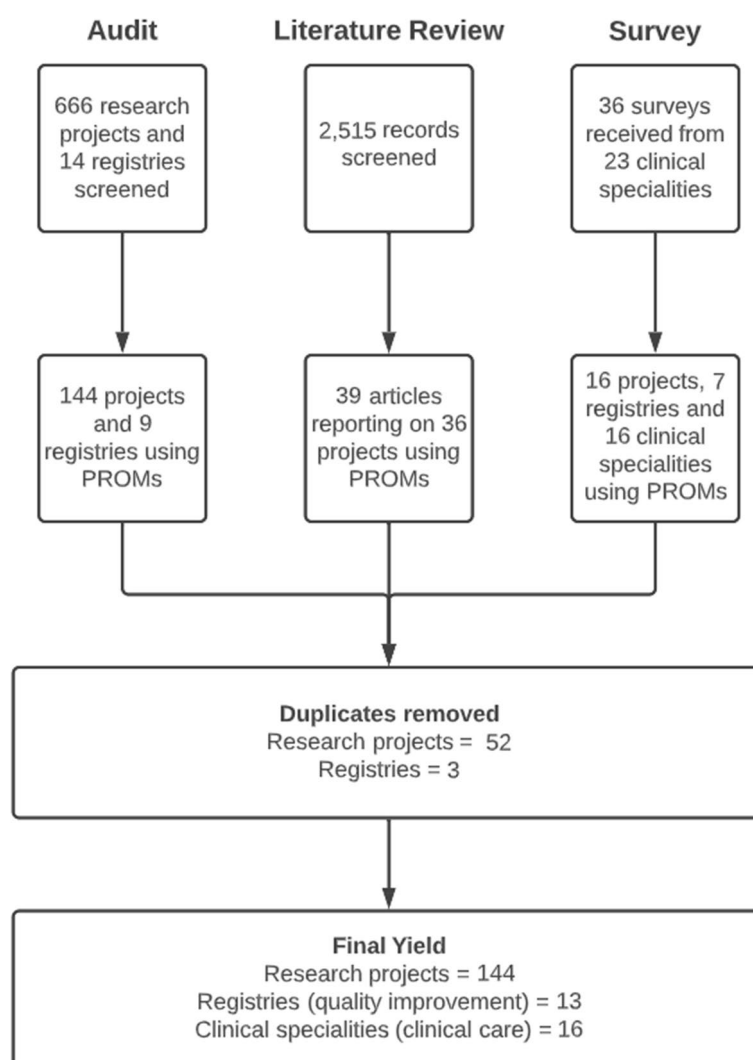 Audit
666 research
projects and
14 registries
screened
144 projects
and 9
registries using
PROMs
Literature Review
2,515 records
screened
39 articles
reporting on 36
projects using
PROMs
Survey
36 surveys
received from
23 clinical
specialities
16 projects, 7
registries and
16 clinical
specialities
using PROMs
Duplicates removed
Research projects = 52
Registries = 3
Final Yield
Research projects = 144
Registries (quality improvement) = 13
Clinical specialities (clinical care) = 16